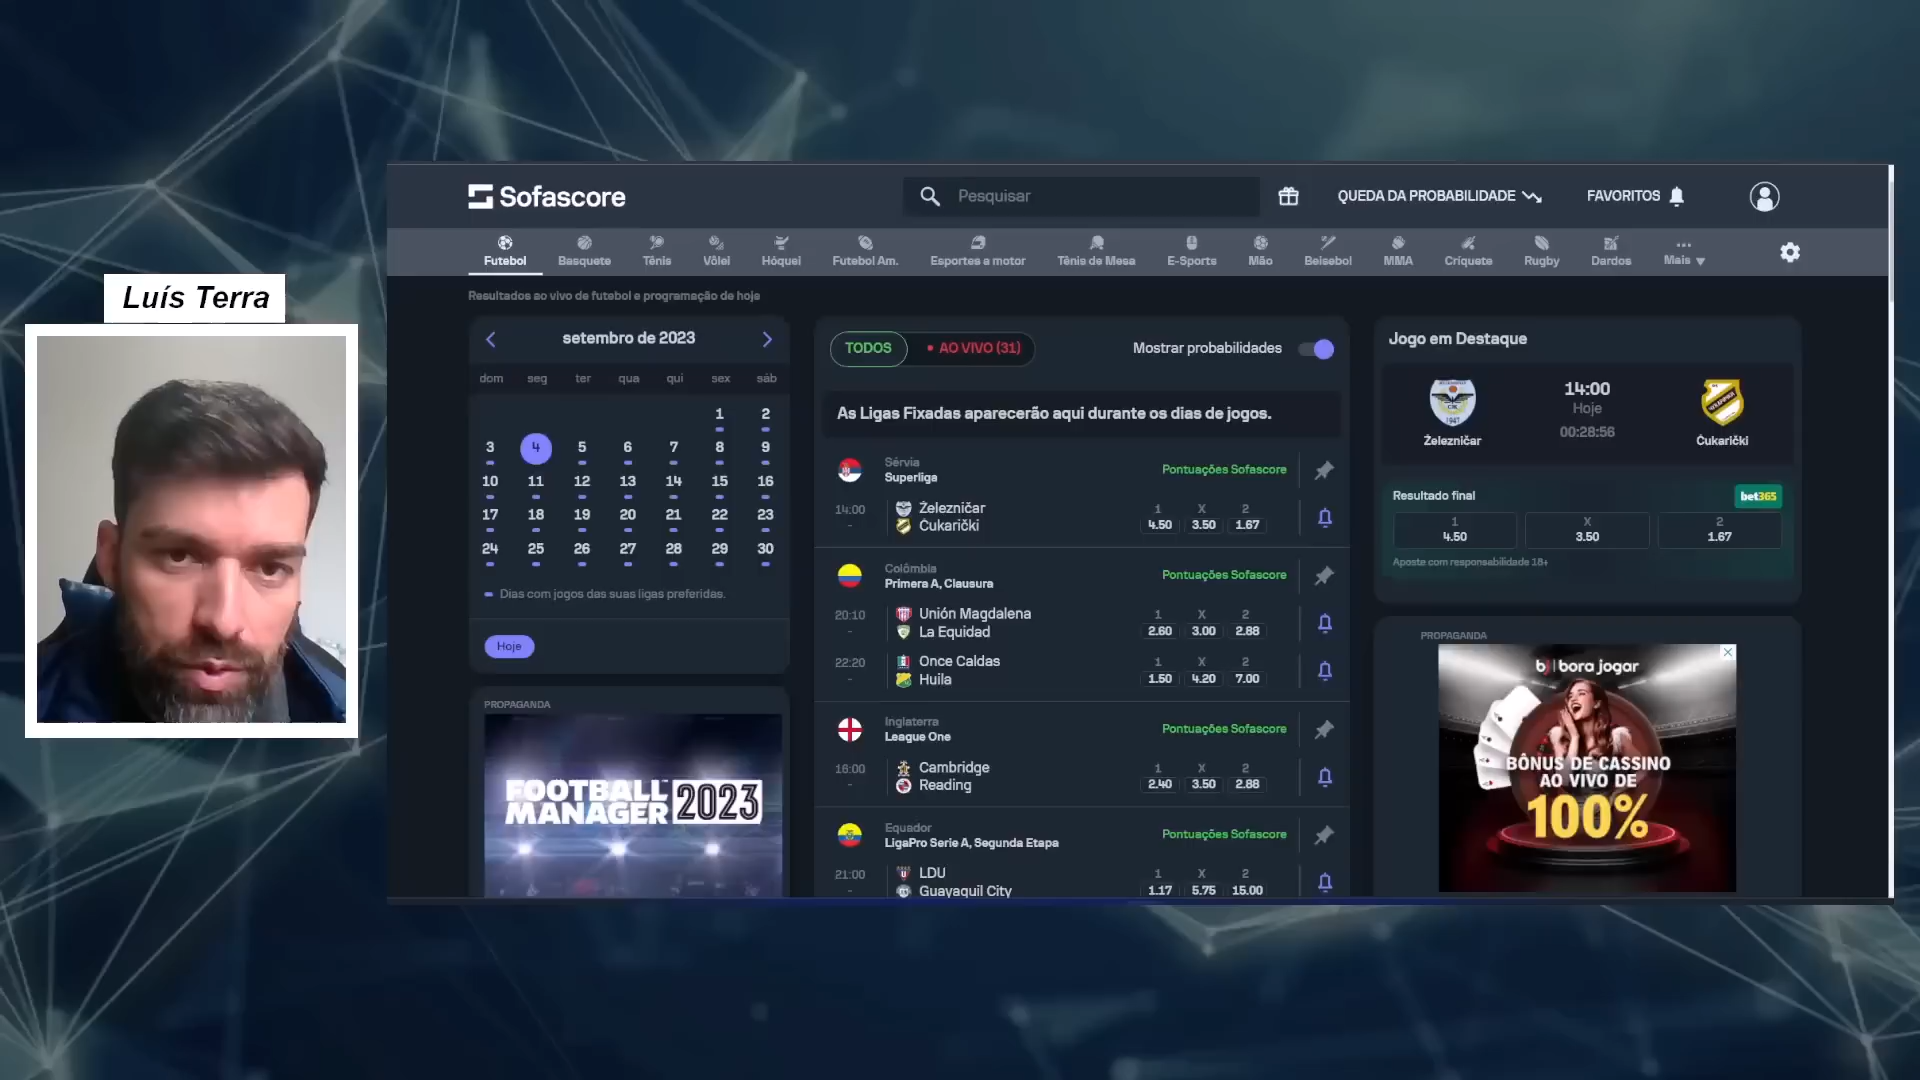 Luís Terra
Sofascore
Pesquisar
QUEDA DA PROBABILIDADE
FAVORITOS
Futebol
Basquete
Tênis
Vôlei
Hóquei
Futebol Am.
Esportes a motor
Tênis de Mesa
E-Sports
Mão
Beisebol
MMA
Críquete
Rugby
Dardos
Mais
Resultados ao vivo de futebol e programação de hoje
setembro de 2023
dom seg ter qua qui sex sáb
1 2
3 4 5 6 7 8 9
10 11 12 13 14 15 16
17 18 19 20 21 22 23
24 25 26 27 28 29 30
Dias com jogos das suas ligas preferidas.
Hoje
PROPAGANDA
FOOTBALL
MANAGER 2023
TODOS
AO VIVO (31)
Mostrar probabilidades
As Ligas Fixadas aparecerão aqui durante os dias de jogos.
Sérvia
Superliga
Pontuações Sofascore
14:00
-
Železničar
Čukarički
1 X 2
4.50 3.50 1.67
Colômbia
Primera A, Clausura
Pontuações Sofascore
20:10
-
Unión Magdalena
La Equidad
1 X 2
2.60 3.00 2.88
22:20
-
Once Caldas
Huila
1 X 2
1.50 4.20 7.00
Inglaterra
League One
Pontuações Sofascore
16:00
-
Cambridge
Reading
1 X 2
2.40 3.50 2.88
Equador
LigaPro Serie A, Segunda Etapa
Pontuações Sofascore
21:00
-
LDU
Guayaquil City
1 X 2
1.17 5.75 15.00
Jogo em Destaque
14:00
Hoje
00:28:56
Železničar
Čukarički
Resultado final
bet365
1 X 2
4.50 3.50 1.67
Aposte com responsabilidade 18+
PROPAGANDA
b) bora jogar
BÔNUS DE CASSINO
AO VIVO DE
100%